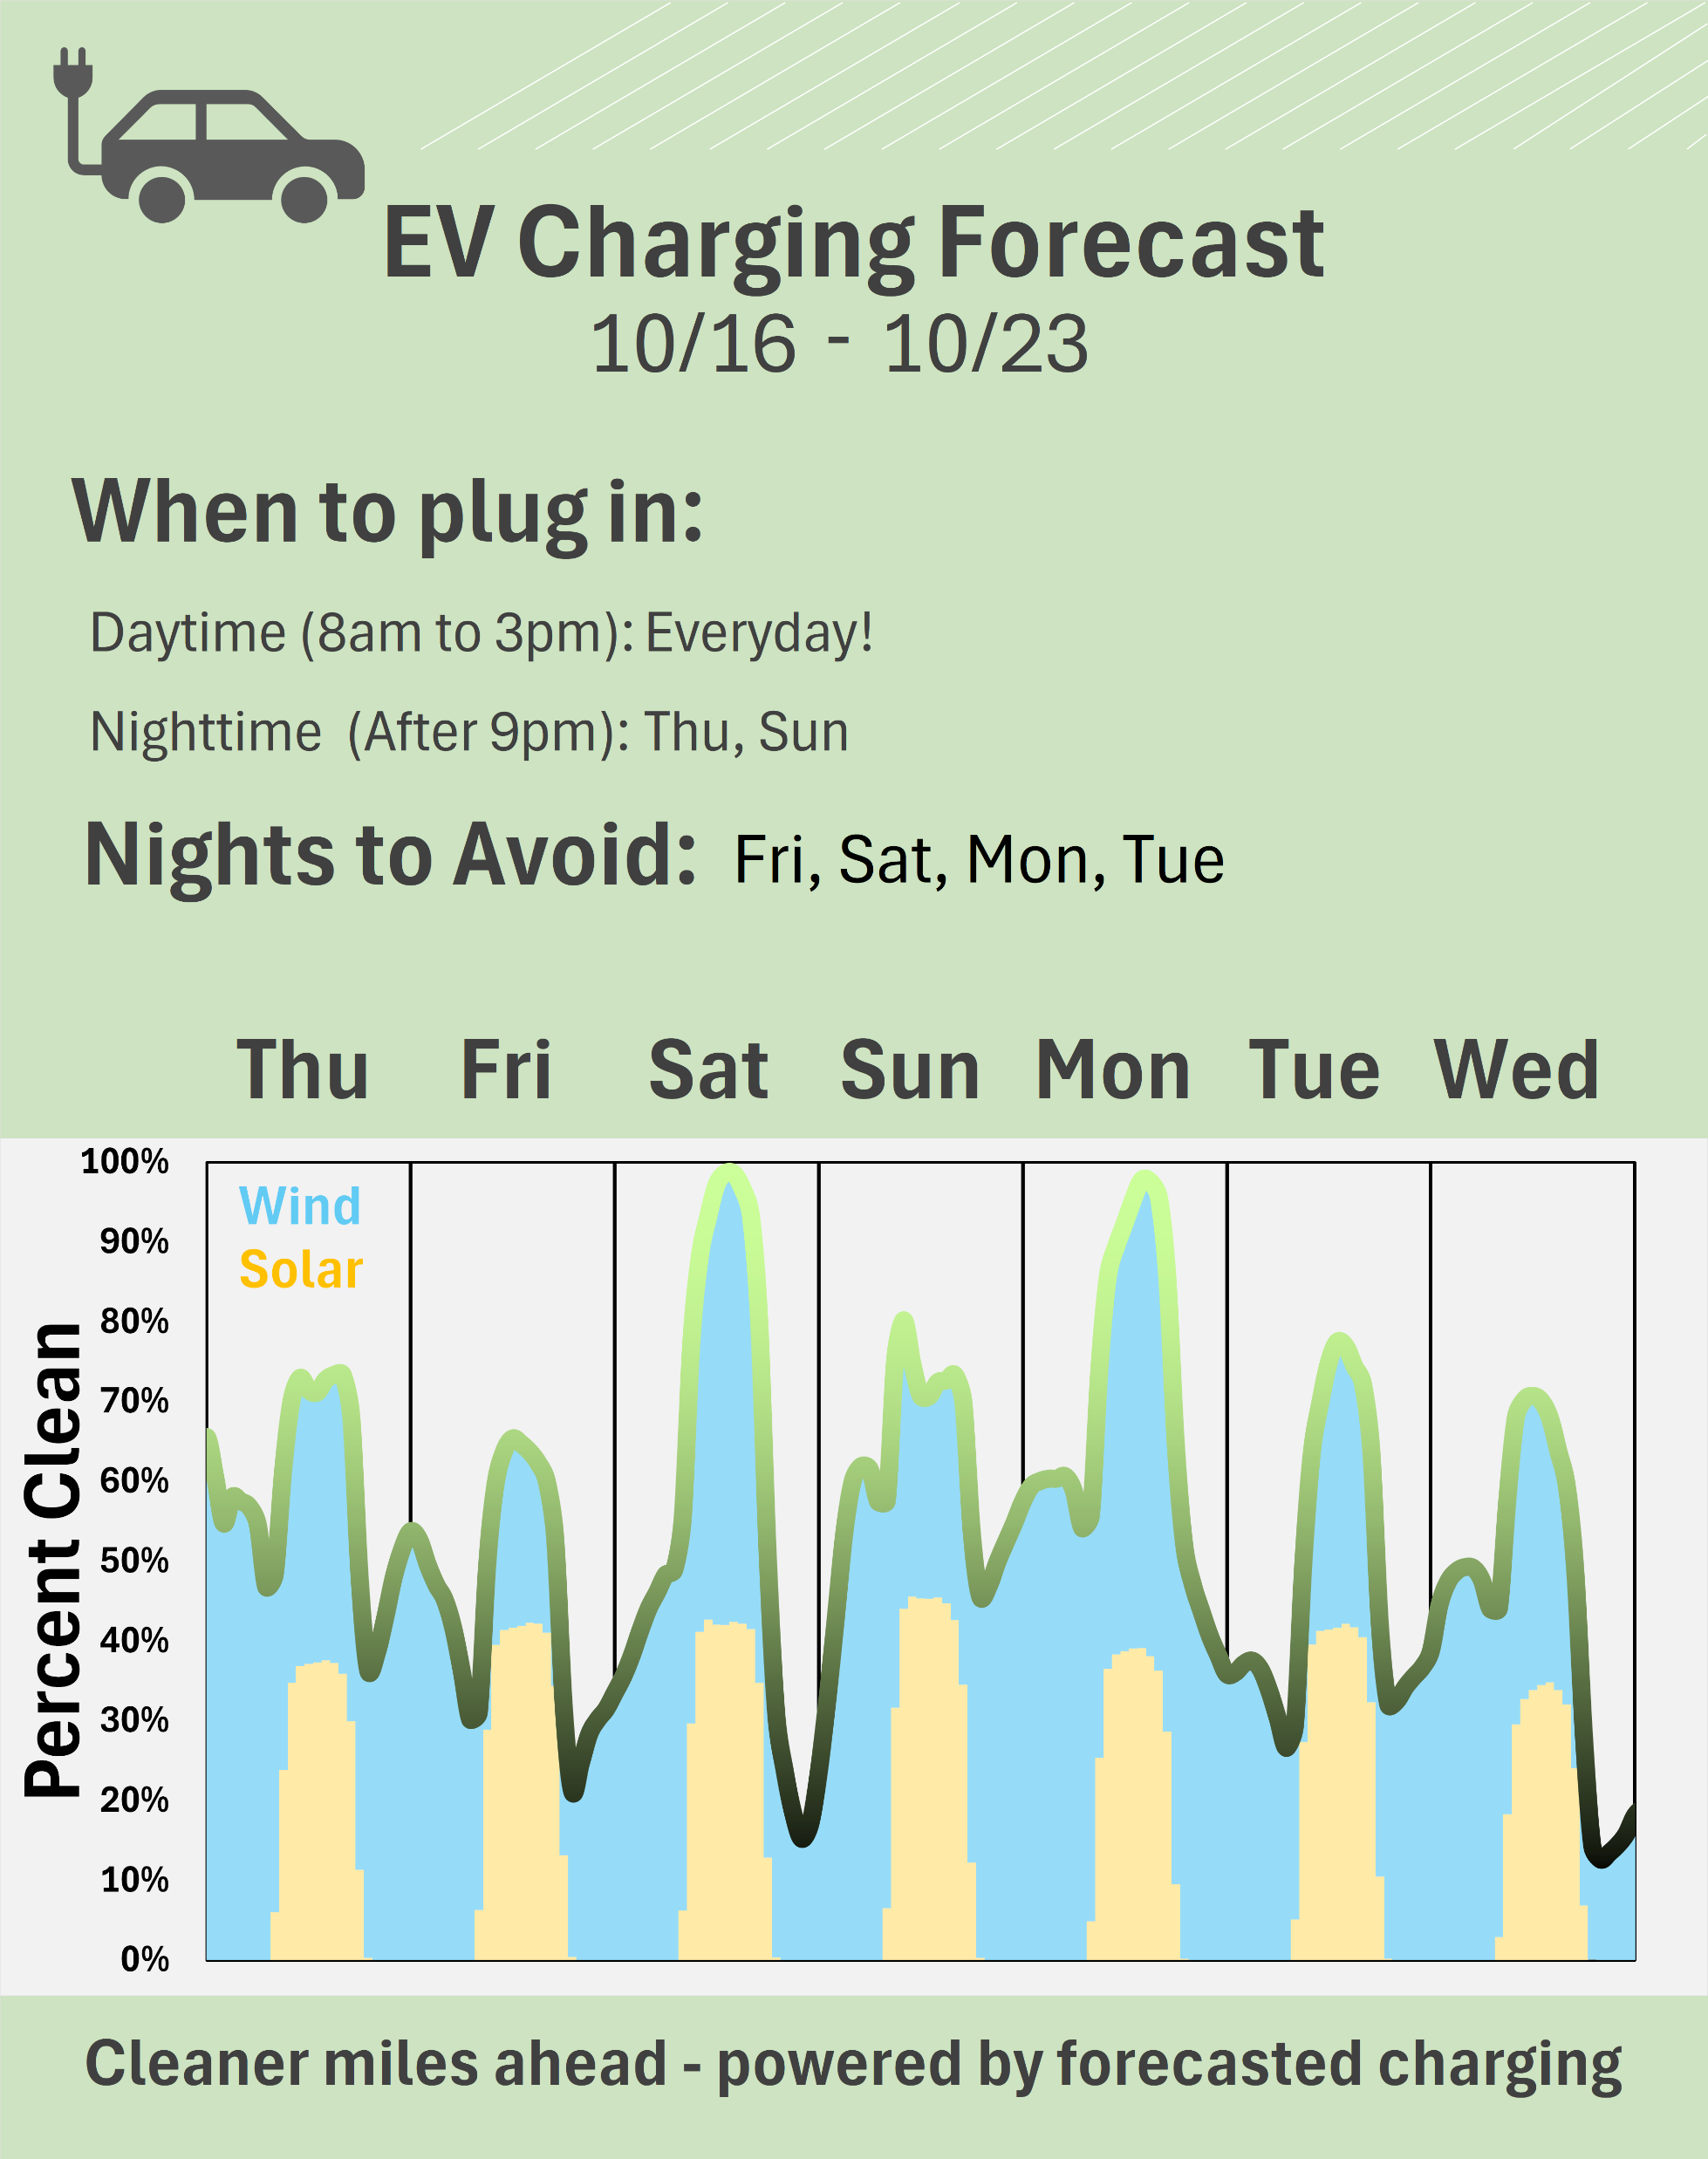 EV Charging Forecast
10/16 - 10/23
When to plug in:
Daytime (8am to 3pm): Everyday!
Nighttime (After 9pm): Thu, Sun
Nights to Avoid: Fri, Sat, Mon, Tue
Thu Fri Sat Sun Mon Tue Wed
100%
Wind
90%
Solar
80%
70%
60%
50%
40%
30%
20%
10%
0%
Percent Clean
Cleaner miles ahead - powered by forecasted charging